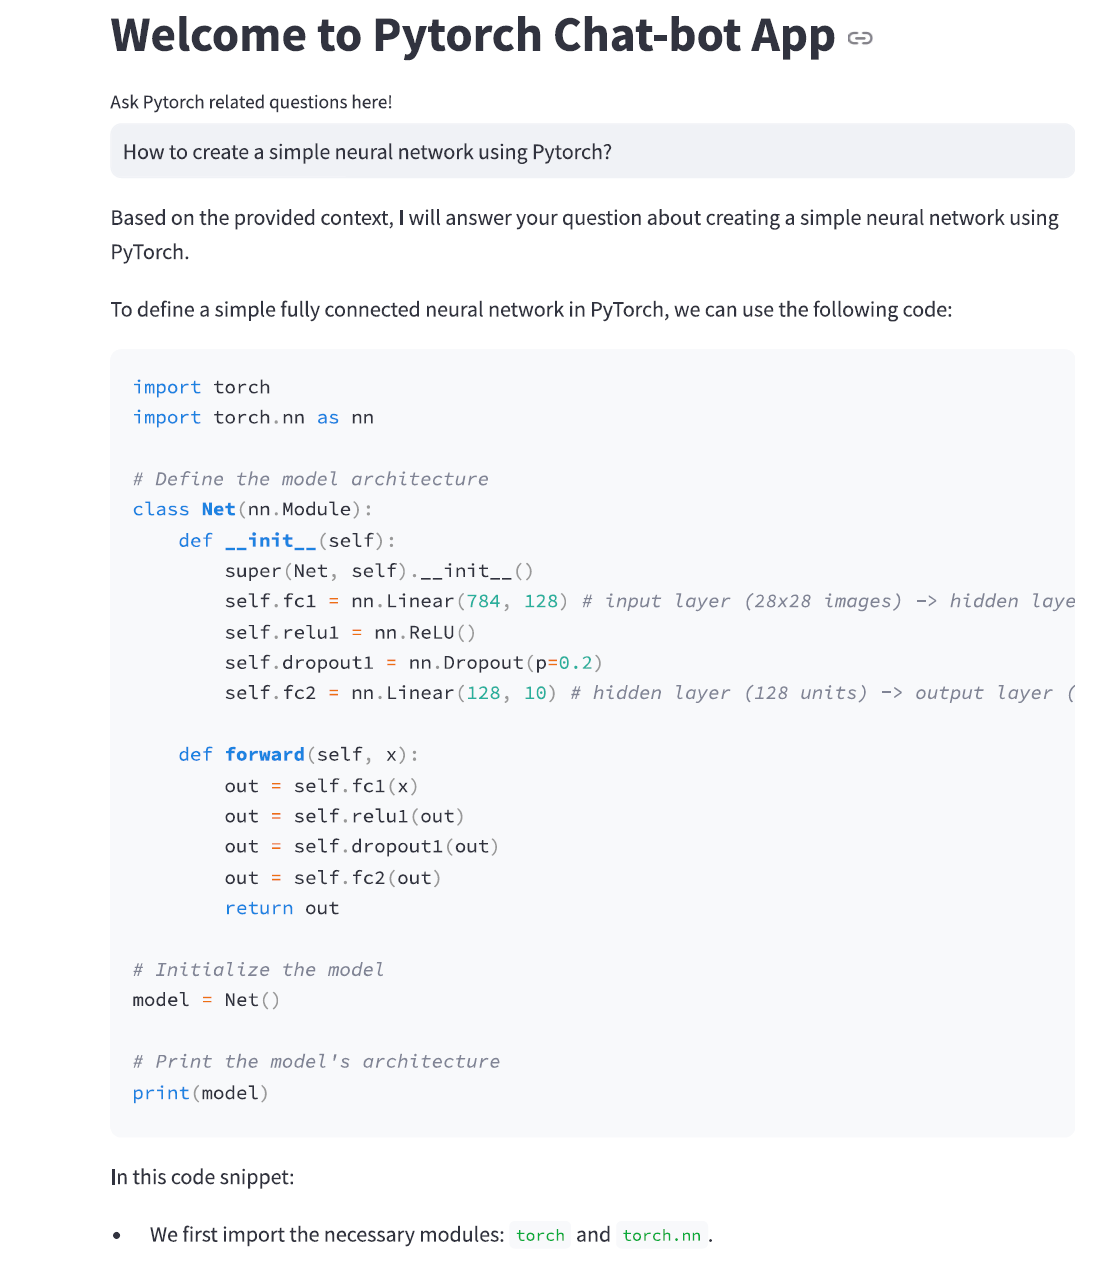 Welcome to Pytorch Chat-bot App
Ask Pytorch related questions here!
How to create a simple neural network using Pytorch?
Based on the provided context, I will answer your question about creating a simple neural network using
PyTorch.
To define a simple fully connected neural network in PyTorch, we can use the following code:
import torch
import torch.nn as nn
# Define the model architecture
class Net(nn.Module):
    def __init__(self):
        super(Net, self).__init__()
        self.fc1 = nn.Linear(784, 128) # input layer (28x28 images) -> hidden laye
        self.relu1 = nn.ReLU()
        self.dropout1 = nn.Dropout(p=0.2)
        self.fc2 = nn.Linear(128, 10) # hidden layer (128 units) -> output layer (
    def forward(self, x):
        out = self.fc1(x)
        out = self.relu1(out)
        out = self.dropout1(out)
        out = self.fc2(out)
        return out
# Initialize the model
model = Net()
# Print the model's architecture
print(model)
In this code snippet:
• We first import the necessary modules: torch and torch.nn .